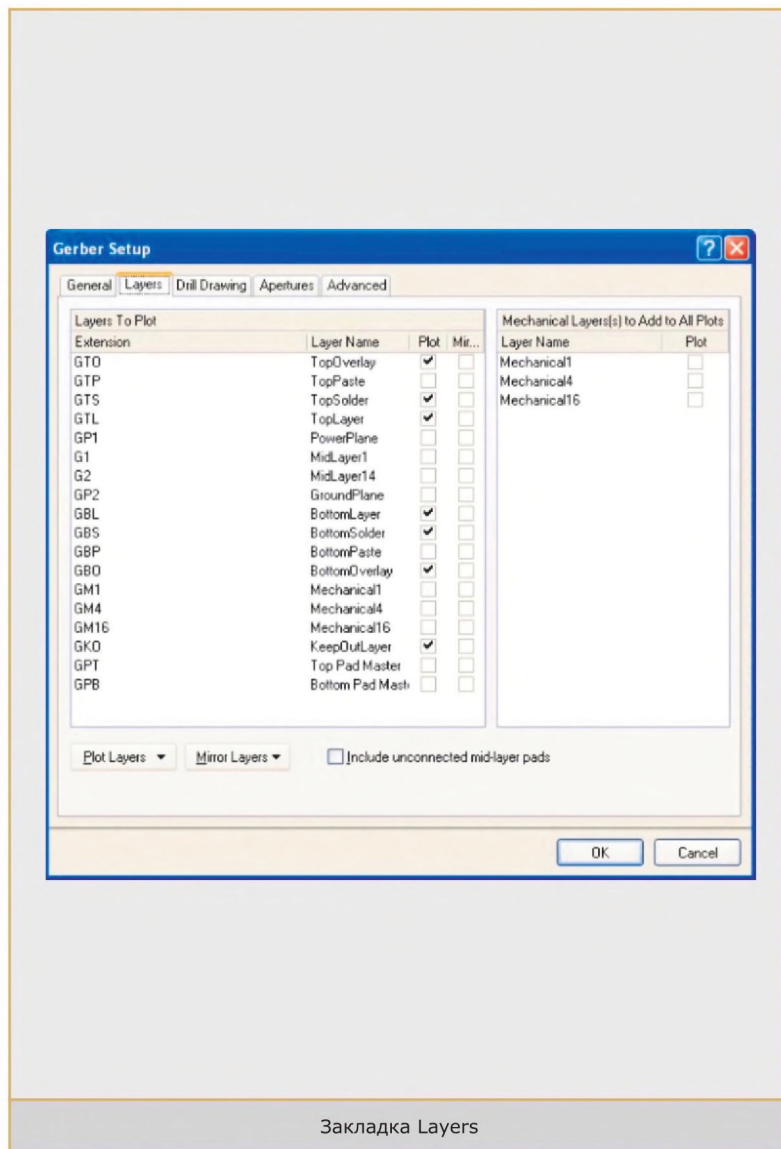 Gerber Setup
General Layers Drill Drawing Apertures Advanced
Layers To Plot
Extension Layer Name Plot Mir...
GTO TopOverlay
GTP TopPaste
GTS TopSolder
GTL TopLayer
GP1 PowerPlane
G1 MidLayer1
G2 MidLayer14
GP2 GroundPlane
GBL BottomLayer
GBS BottomSolder
GBP BottomPaste
GBO BottomOverlay
GM1 Mechanical1
GM4 Mechanical4
GM16 Mechanical16
GKO KeepOutLayer
GPT Top Pad Master
GPB Bottom Pad Mast
Mechanical Layers(s) to Add to All Plots
Layer Name Plot
Mechanical1
Mechanical4
Mechanical16
Plot Layers Mirror Layers Include unconnected mid-layer pads
OK Cancel
Закладка Layers